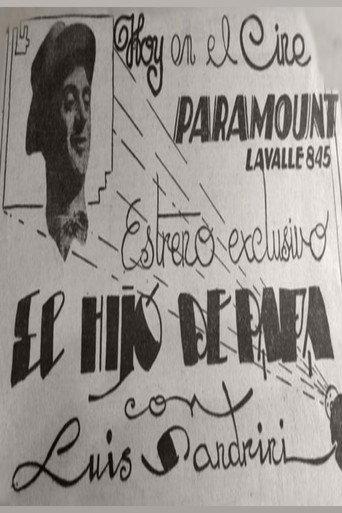 Hoy en el Cine
PARAMOUNT
LAVALLE 845
Estreno exclusivo
EL HIJO DE PAPA
con
Luis Sandrini